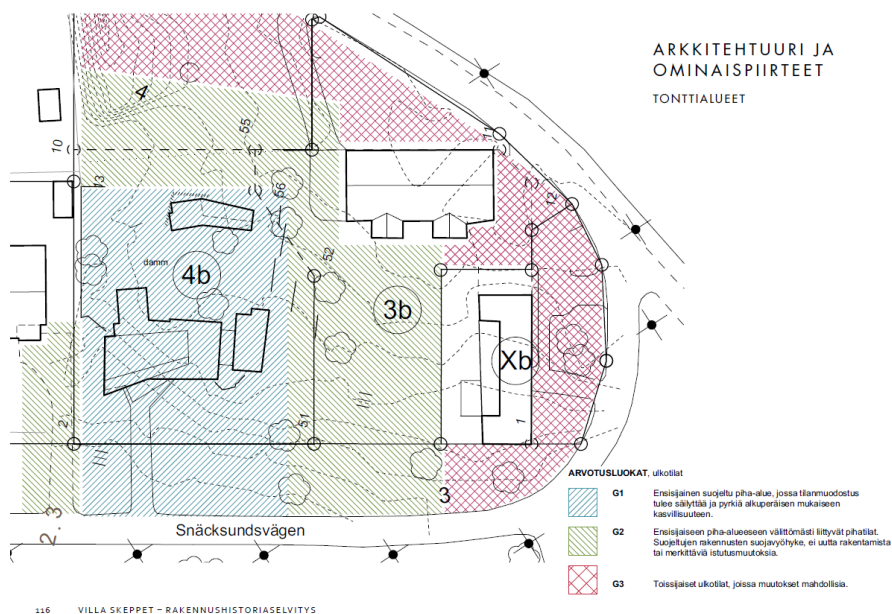 ARKKITEHTUURI JA
OMINAISPIIRTEET
TONTTIALUEET
4
10
55
11
13
56
12
damm
52
4b
3b
Xb
2
51
1
3
2.3
Snäcksundsvägen
ARVOTUSLUOKAT, ulkotilat
G1 Ensisijainen suojeltu piha-alue, jossa tilanmuodostus
tulee säilyttää ja pyrkiä alkuperäisen mukaiseen
kasvillisuuteen.
G2 Ensisijaiseen piha-alueeseen välittömästi liittyvät pihatilat.
Suojeltujen rakennusten suojavyöhyke, ei uutta rakentamista
tai merkittäviä istutusmuutoksia.
G3 Toissijaiset ulkotilat, joissa muutokset mahdollisia.
116 VILLA SKEPPET – RAKENNUSHISTORIASELVITYS